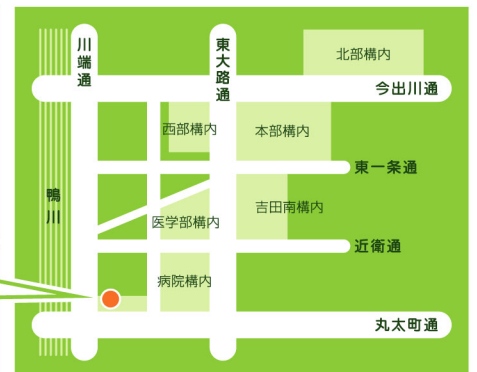 川端通
東大路通
北部構内
今出川通
西部構内
本部構内
東一条通
鴨川
医学部構内
吉田南構内
近衛通
病院構内
丸太町通